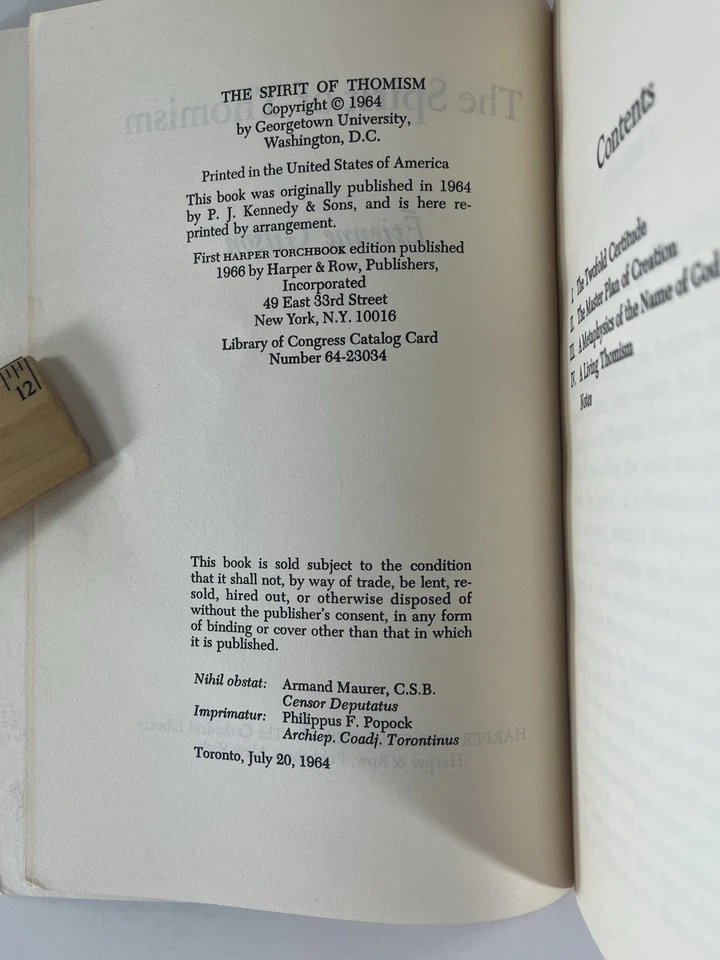 THE SPIRIT OF THOMISM
Copyright © 1964
by Georgetown University,
Washington, D.C.
Printed in the United States of America
This book was originally published in 1964
by P. J. Kennedy & Sons, and is here re-
printed by arrangement.
First HARPER TORCHBOOK edition published
1966 by Harper & Row, Publishers,
Incorporated
49 East 33rd Street
New York, N.Y. 10016
Library of Congress Catalog Card
Number 64-23034
This book is sold subject to the condition
that it shall not, by way of trade, be lent, re-
sold, hired out, or otherwise disposed of
without the publisher's consent, in any form
of binding or cover other than that in which
it is published.
Nihil obstat: Armand Maurer, C.S.B.
Censor Deputatus
Imprimatur: Philippus F. Popock
Archiep. Coadj. Torontinus
Toronto, July 20, 1964
12
Contents
I The Twofold Certitude
II. The Master Plan of Creation
III A Metaphysics of the Name of God
IV. A Living Thomism
Notes